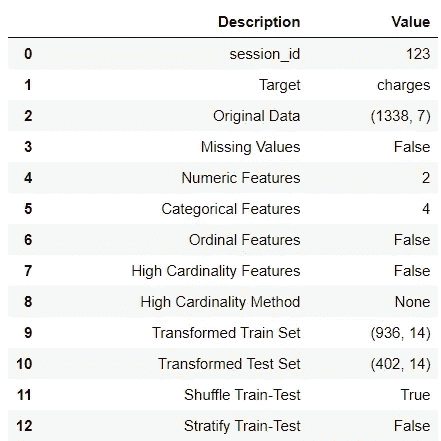 Description Value
0 session_id 123
1 Target charges
2 Original Data (1338, 7)
3 Missing Values False
4 Numeric Features 2
5 Categorical Features 4
6 Ordinal Features False
7 High Cardinality Features False
8 High Cardinality Method None
9 Transformed Train Set (936, 14)
10 Transformed Test Set (402, 14)
11 Shuffle Train-Test True
12 Stratify Train-Test False